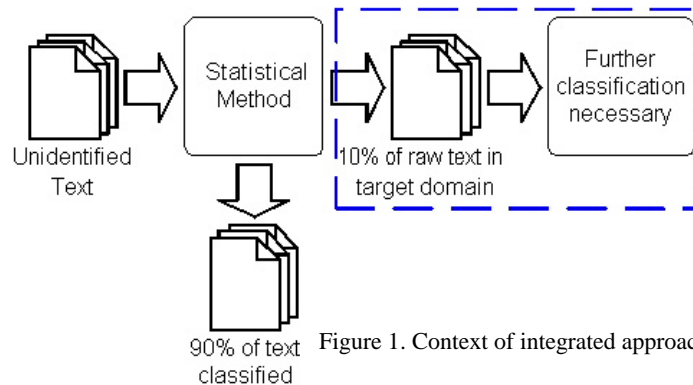 Unidentified
Text
Statistical
Method
10% of raw text in
target domain
Further
classification
necessary
90% of text
classified
Figure 1. Context of integrated approac